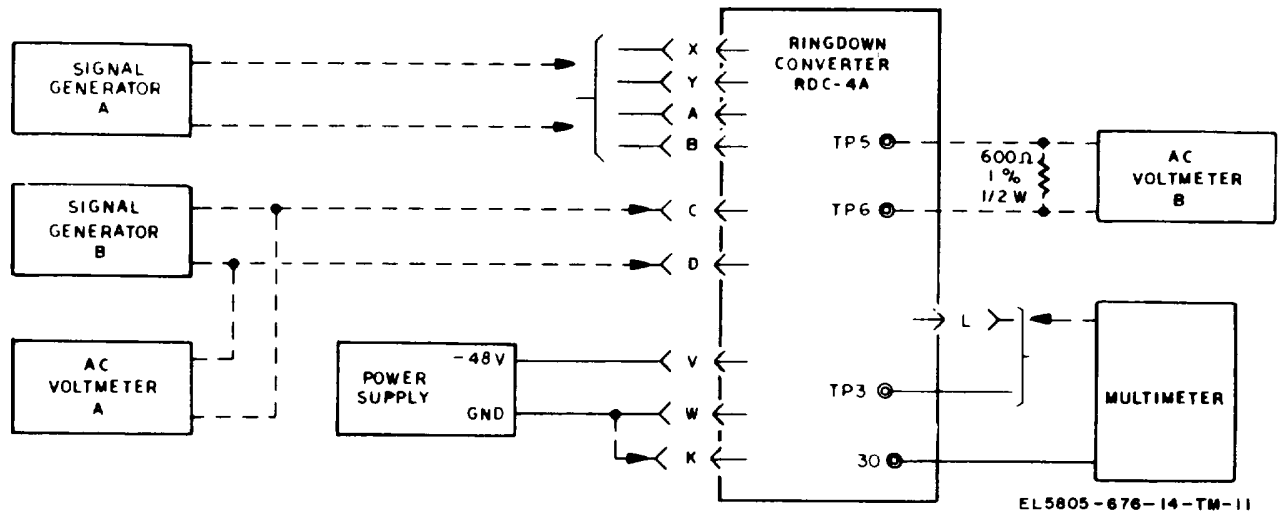 SIGNAL
GENERATOR
A
X
Y
A
B
RINGDOWN
CONVERTER
RDC-4A
TP5
600Ω
1%
1/2 W
AC
VOLTMETER
B
SIGNAL
GENERATOR
B
C
D
TP6
AC
VOLTMETER
A
POWER
SUPPLY
-48V
GND
V
W
K
L
TP3
30
MULTIMETER
EL5805-676-14-TM-11